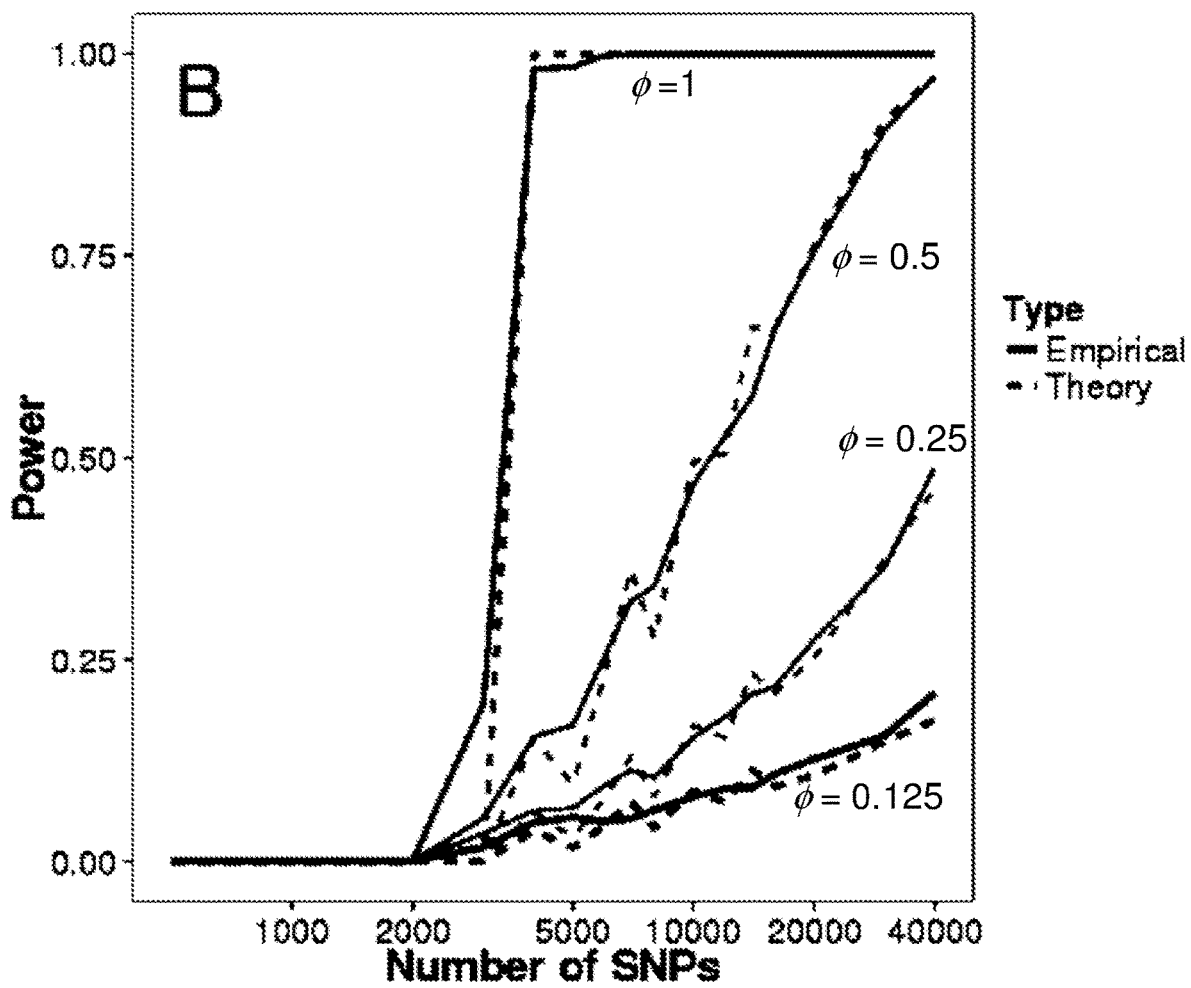 B
1.00
0.75
0.50
0.25
0.00
Power
ϕ =1
ϕ = 0.5
ϕ = 0.25
ϕ = 0.125
Type
Empirical
Theory
1000 2000 5000 10000 20000 40000
Number of SNPs